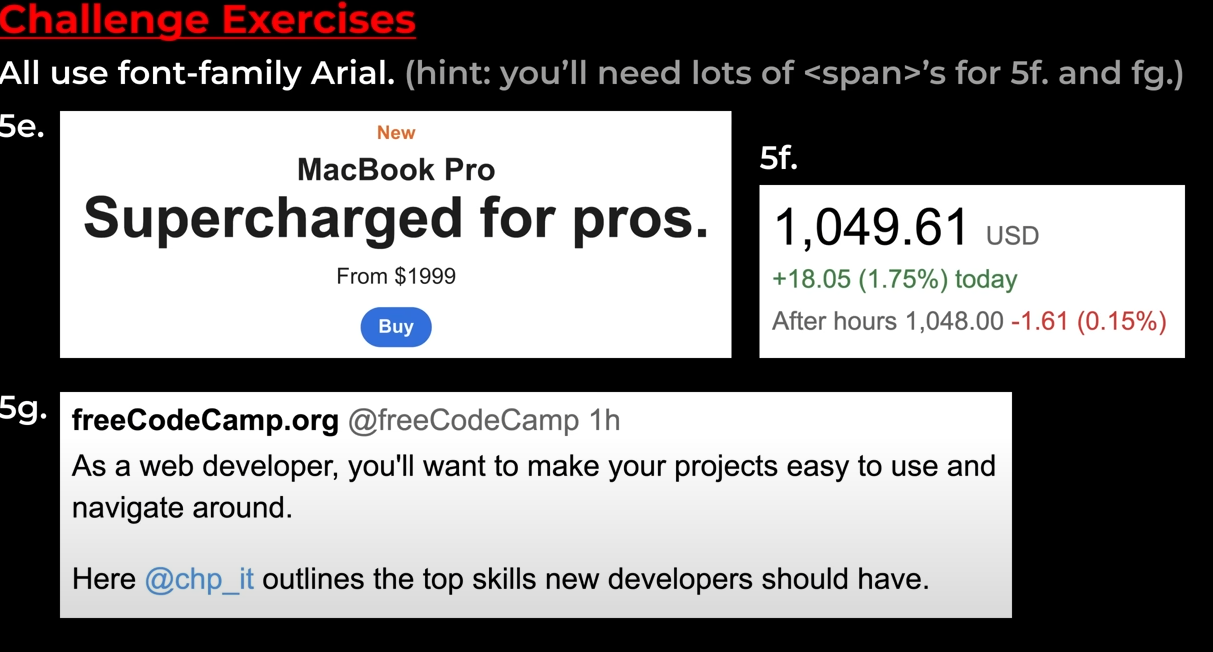 Challenge Exercises
All use font-family Arial. (hint: you’ll need lots of <span>’s for 5f. and fg.)
5e.
New
MacBook Pro
Supercharged for pros.
From $1999
Buy
5f.
1,049.61 USD
+18.05 (1.75%) today
After hours 1,048.00 -1.61 (0.15%)
5g.
freeCodeCamp.org @freeCodeCamp 1h
As a web developer, you'll want to make your projects easy to use and
navigate around.
Here @chp_it outlines the top skills new developers should have.